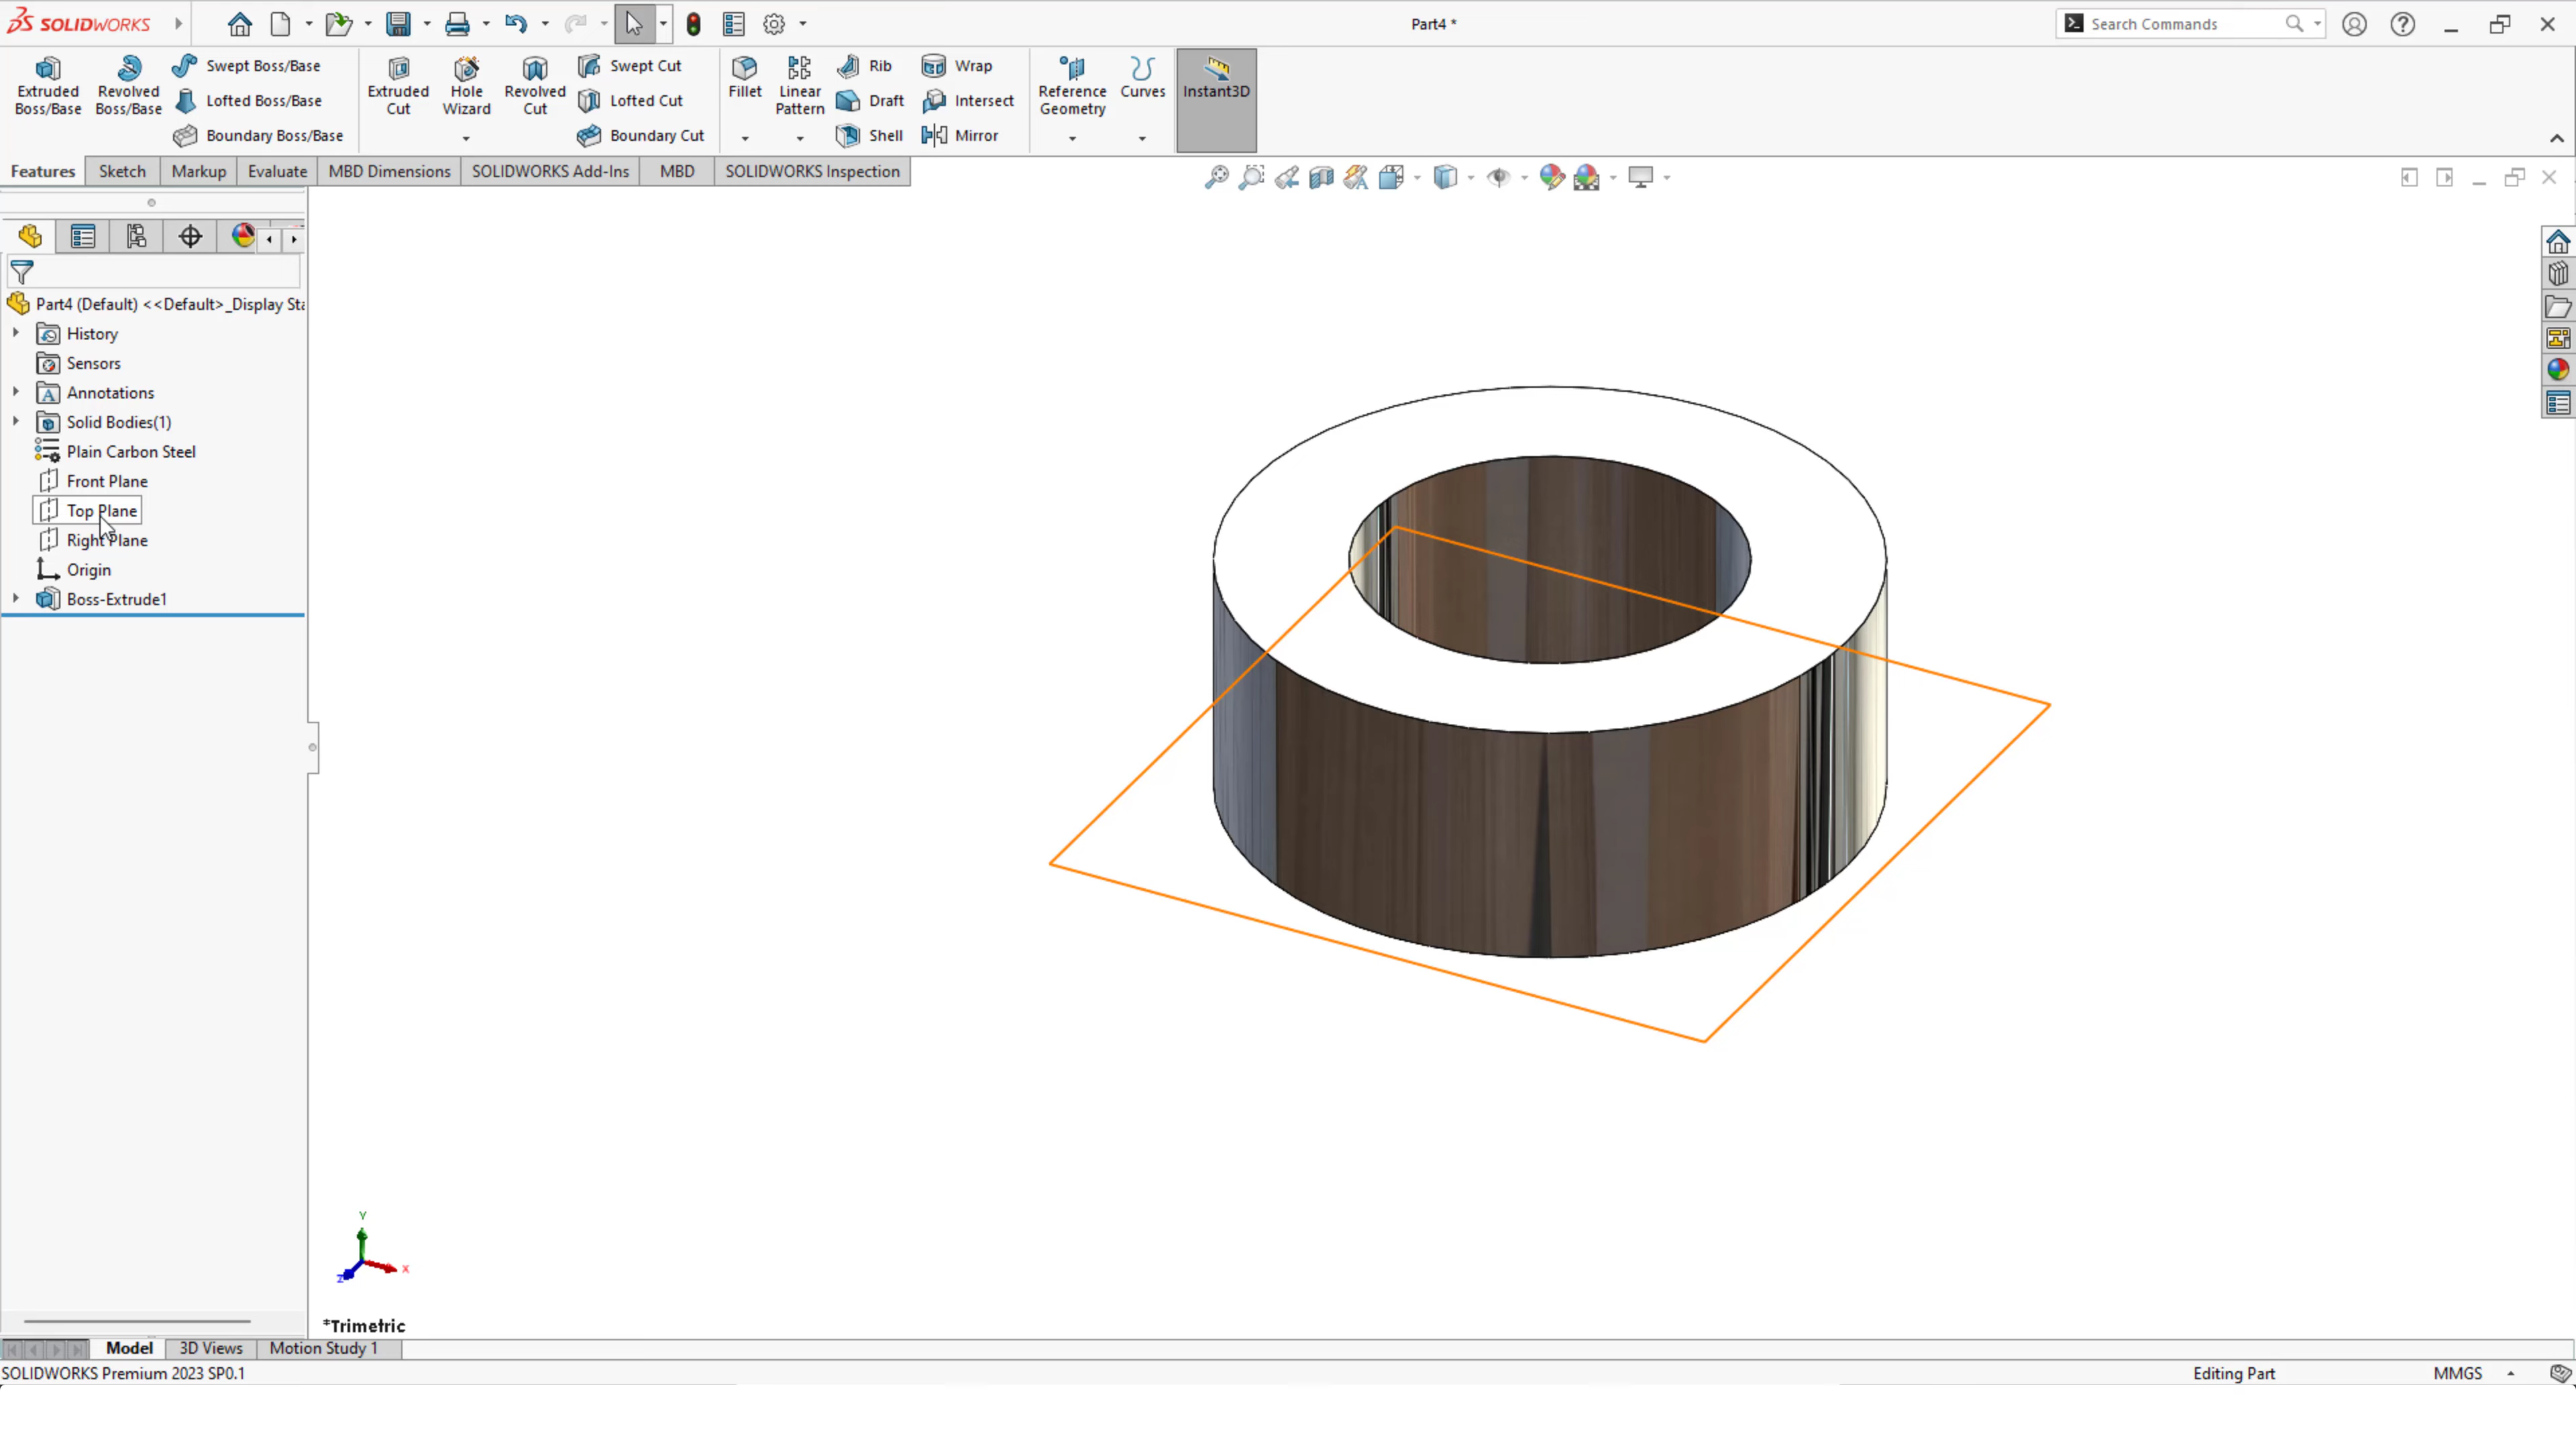 SOLIDWORKS
Part4 *
Search Commands
Extruded Boss/Base
Revolved Boss/Base
Swept Boss/Base
Lofted Boss/Base
Boundary Boss/Base
Extruded Cut
Hole Wizard
Revolved Cut
Swept Cut
Lofted Cut
Boundary Cut
Fillet
Linear Pattern
Rib
Draft
Shell
Wrap
Intersect
Mirror
Reference Geometry
Curves
Instant3D
Features
Sketch
Markup
Evaluate
MBD Dimensions
SOLIDWORKS Add-Ins
MBD
SOLIDWORKS Inspection
Part4 (Default) <<Default>_Display Sta
History
Sensors
Annotations
Solid Bodies(1)
Plain Carbon Steel
Front Plane
Top Plane
Right Plane
Origin
Boss-Extrude1
Y
X
Z
*Trimetric
Model
3D Views
Motion Study 1
SOLIDWORKS Premium 2023 SP0.1
Editing Part
MMGS